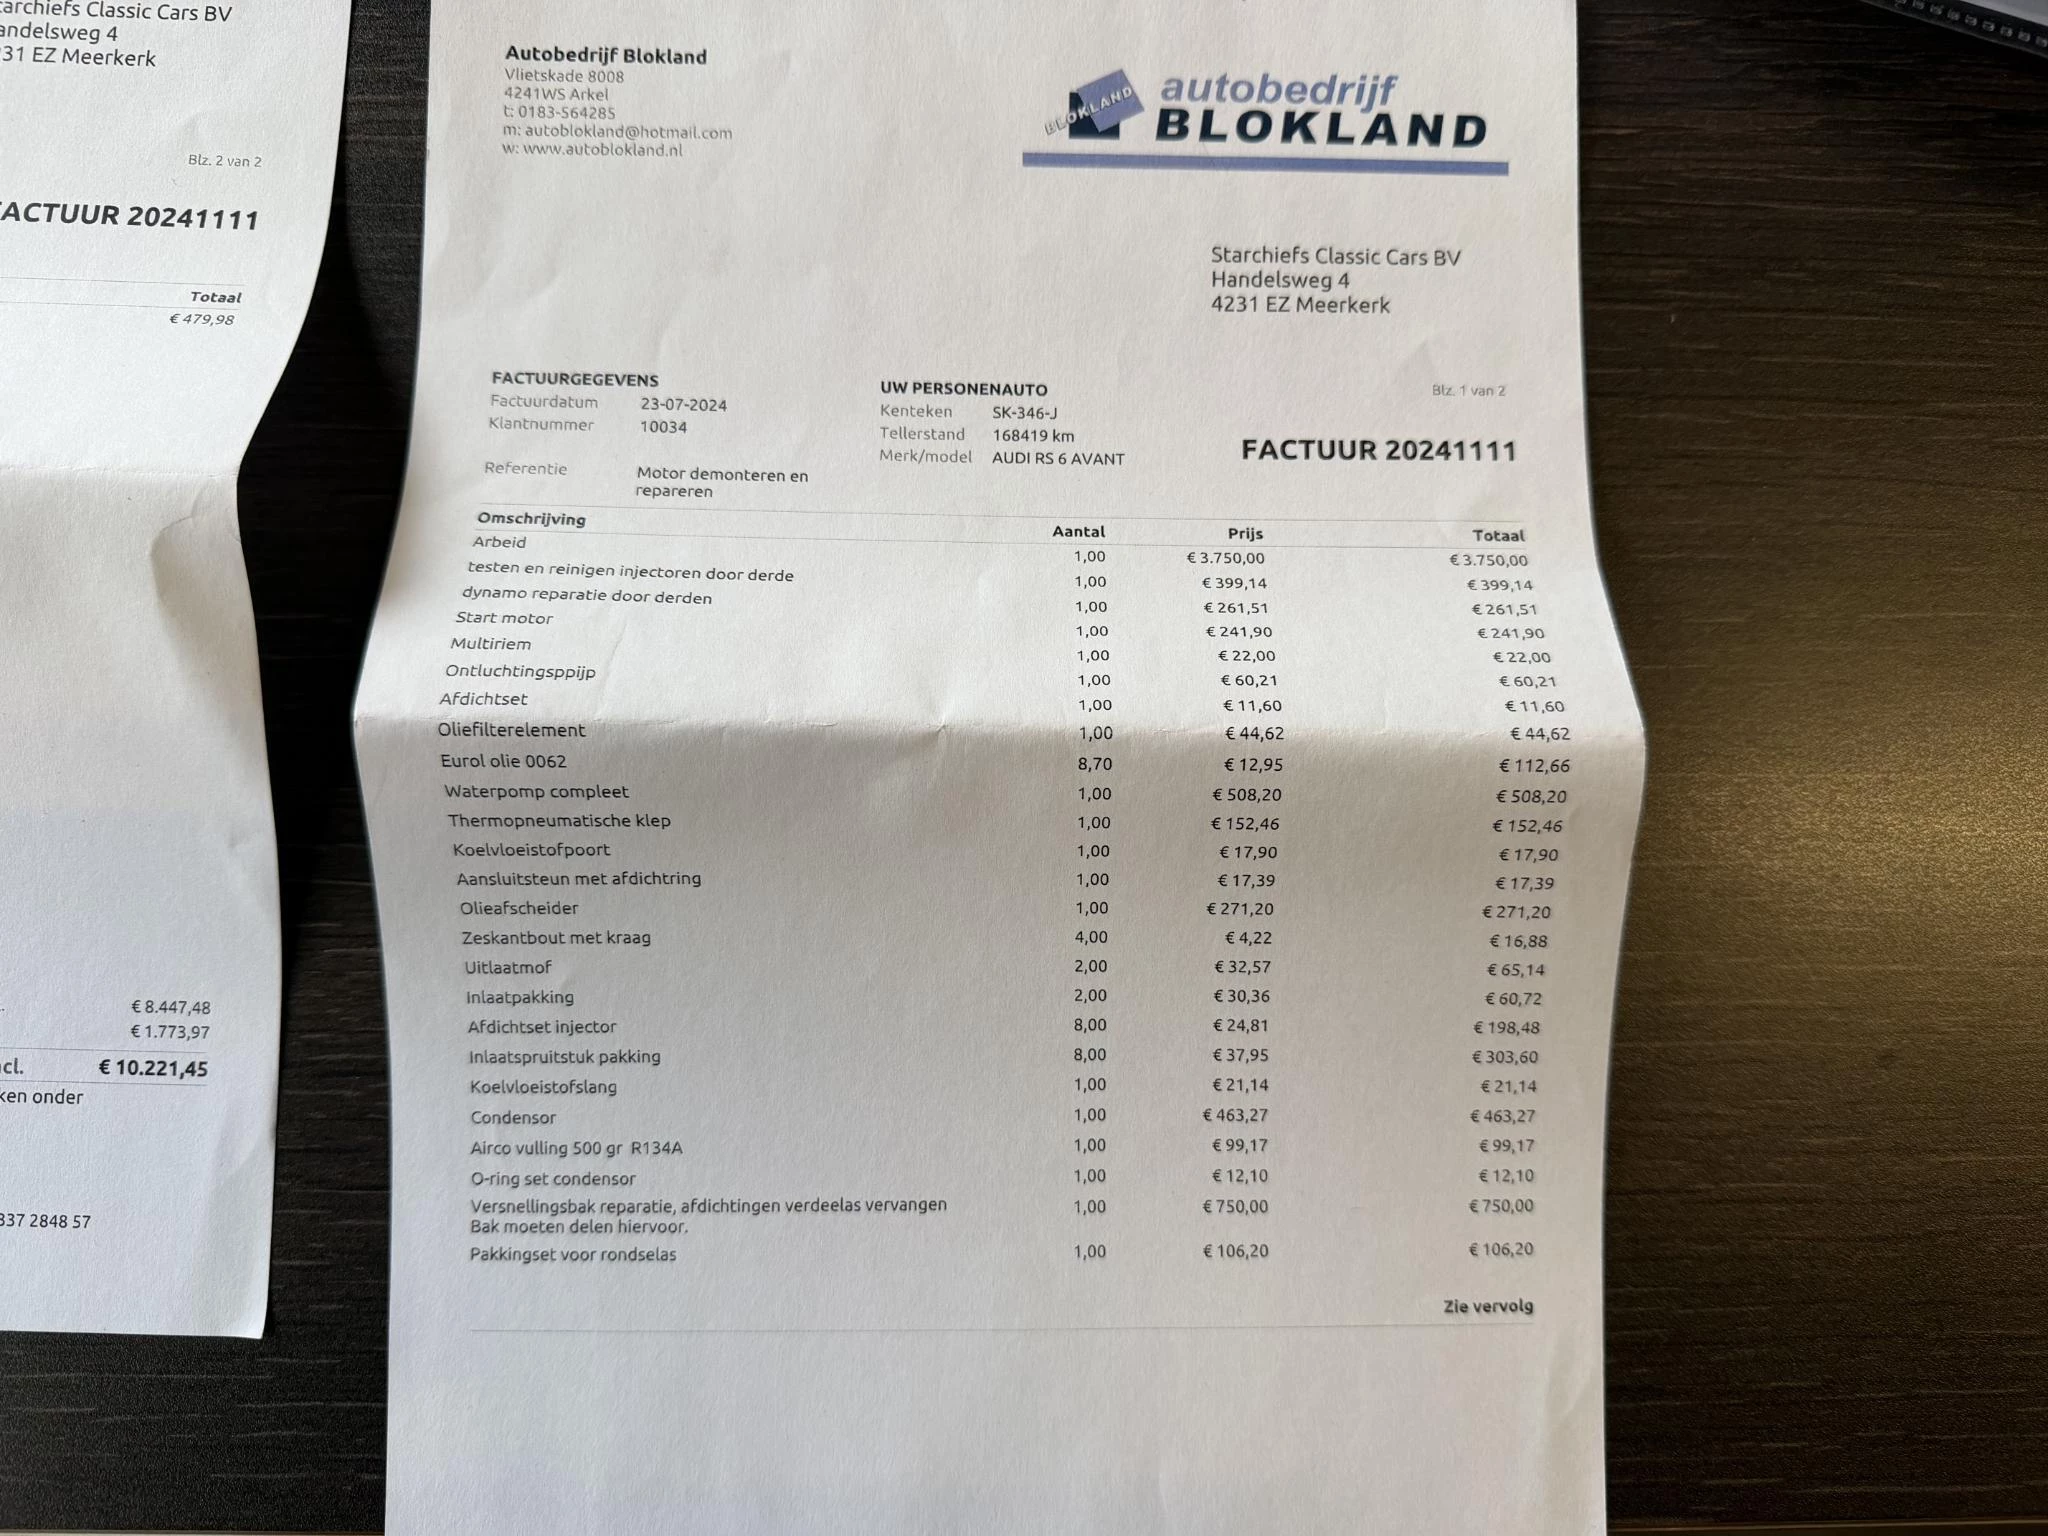 tarchiefs Classic Cars BV
andelsweg 4
231 EZ Meerkerk
Blz. 2 van 2
FACTUUR 20241111
Totaal
€ 479,98
€ 8.447,48
€ 1.773,97
ncl. € 10.221,45
ken onder
337 2848 57
Autobedrijf Blokland
Vlietskade 8008
4241WS Arkel
t: 0183-564285
m: autoblokland@hotmail.com
w: www.autoblokland.nl
BLOKLAND
autobedrijf
BLOKLAND
Starchiefs Classic Cars BV
Handelsweg 4
4231 EZ Meerkerk
FACTUURGEGEVENS
Factuurdatum 23-07-2024
Klantnummer 10034
Referentie Motor demonteren en
repareren
UW PERSONENAUTO
Kenteken SK-346-J
Tellerstand 168419 km
Merk/model AUDI RS 6 AVANT
Blz. 1 van 2
FACTUUR 20241111
Omschrijving Aantal Prijs Totaal
Arbeid 1,00 € 3.750,00 € 3.750,00
testen en reinigen injectoren door derde 1,00 € 399,14 € 399,14
dynamo reparatie door derden 1,00 € 261,51 € 261,51
Start motor 1,00 € 241,90 € 241,90
Multiriem 1,00 € 22,00 € 22,00
Ontluchtingsppijp 1,00 € 60,21 € 60,21
Afdichtset 1,00 € 11,60 € 11,60
Oliefilterelement 1,00 € 44,62 € 44,62
Eurol olie 0062 8,70 € 12,95 € 112,66
Waterpomp compleet 1,00 € 508,20 € 508,20
Thermopneumatische klep 1,00 € 152,46 € 152,46
Koelvloeistofpoort 1,00 € 17,90 € 17,90
Aansluitsteun met afdichtring 1,00 € 17,39 € 17,39
Olieafscheider 1,00 € 271,20 € 271,20
Zeskantbout met kraag 4,00 € 4,22 € 16,88
Uitlaatmof 2,00 € 32,57 € 65,14
Inlaatpakking 2,00 € 30,36 € 60,72
Afdichtset injector 8,00 € 24,81 € 198,48
Inlaatspruitstuk pakking 8,00 € 37,95 € 303,60
Koelvloeistofslang 1,00 € 21,14 € 21,14
Condensor 1,00 € 463,27 € 463,27
Airco vulling 500 gr R134A 1,00 € 99,17 € 99,17
O-ring set condensor 1,00 € 12,10 € 12,10
Versnellingsbak reparatie, afdichtingen verdeelas vervangen 1,00 € 750,00 € 750,00
Bak moeten delen hiervoor.
Pakkingset voor rondselas 1,00 € 106,20 € 106,20
Zie vervolg